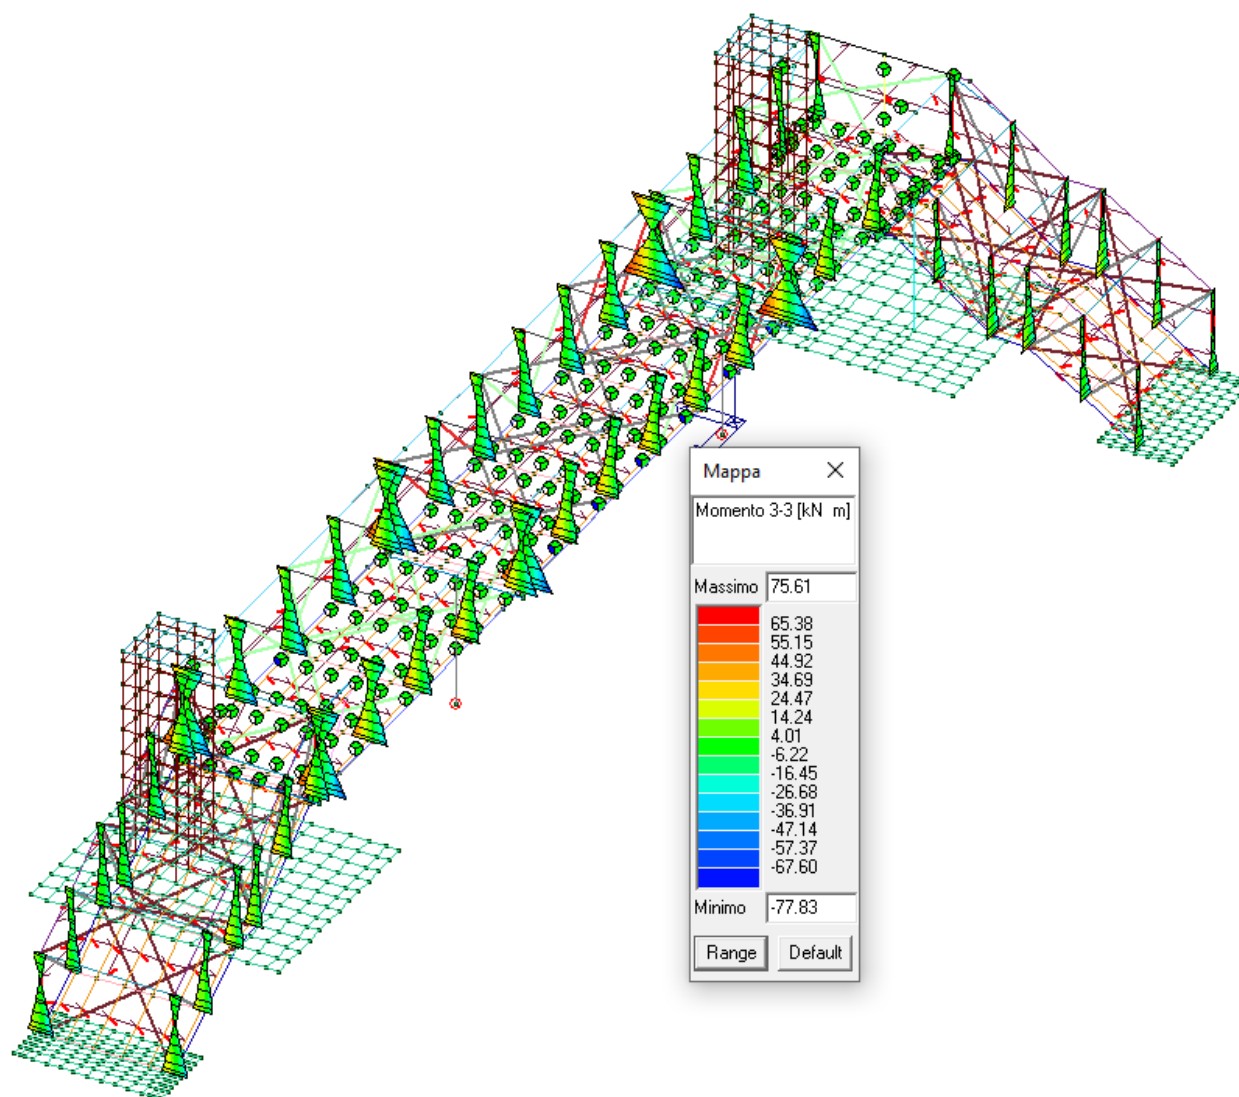 Mappa
Momento 3-3 [kN m]
Massimo 75.61
65.38
55.15
44.92
34.69
24.47
14.24
4.01
-6.22
-16.45
-26.68
-36.91
-47.14
-57.37
-67.60
Minimo -77.83
Range Default